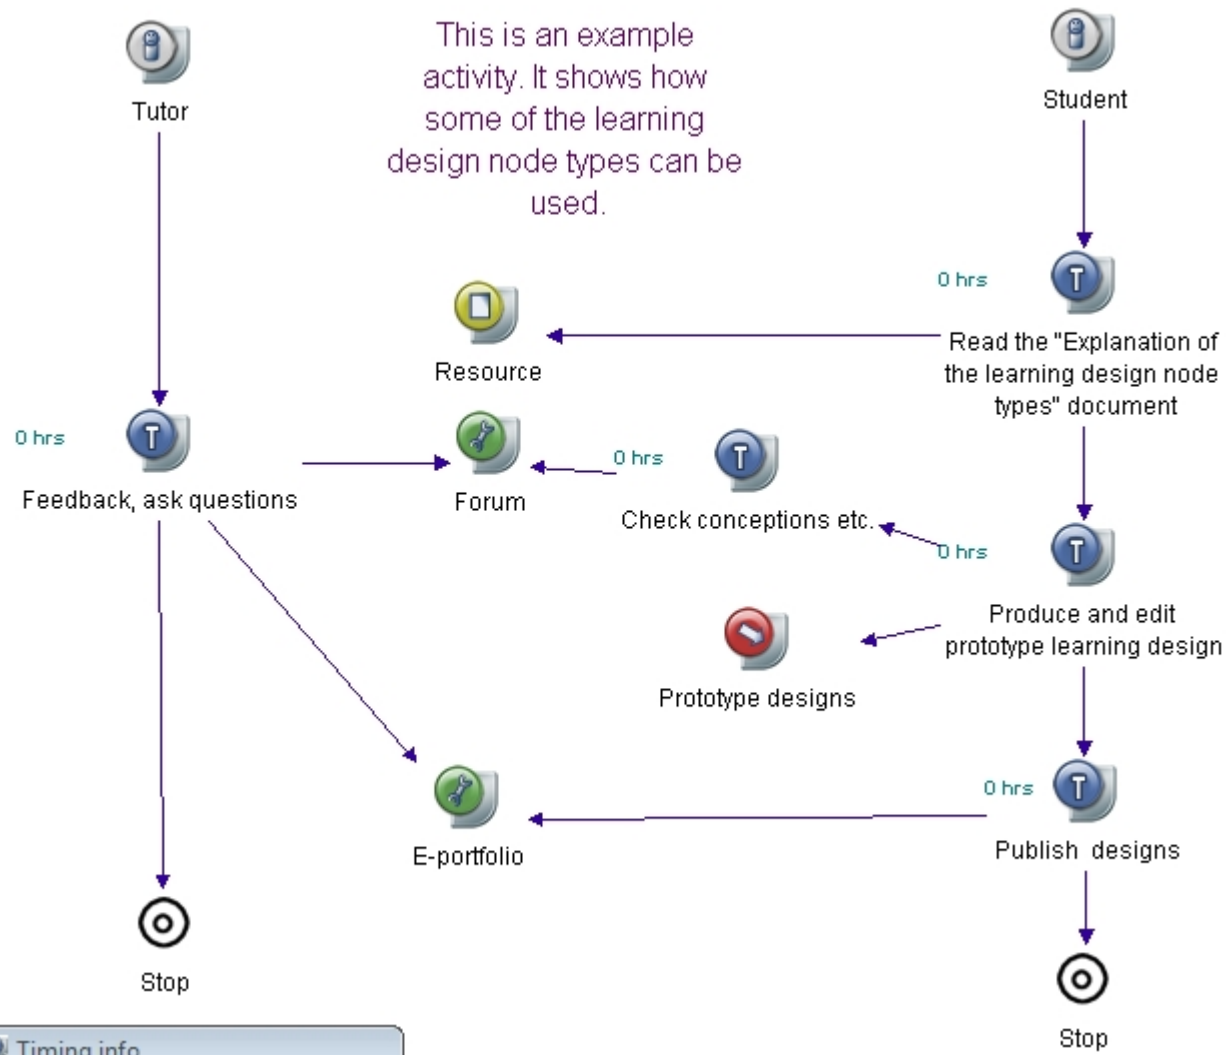 This is an example
activity. It shows how
some of the learning
design node types can be
used.
Tutor
Student
0 hrs
Read the "Explanation of
the learning design node
types" document
Resource
0 hrs
Feedback, ask questions
Forum
0 hrs
Check conceptions etc.
0 hrs
Produce and edit
prototype learning design
Prototype designs
0 hrs
Publish designs
E-portfolio
Stop
Stop
Timing info